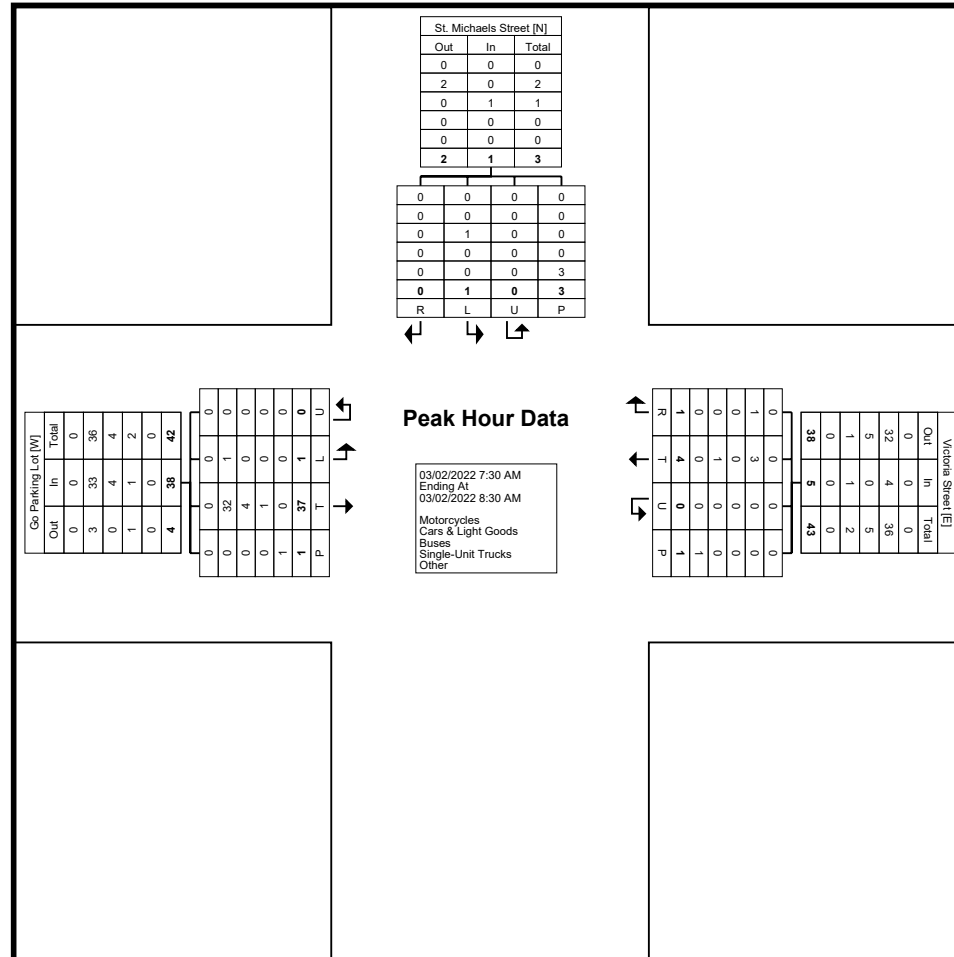 St. Michaels Street [N]
Out In Total
0 0 0
2 0 2
0 1 1
0 0 0
0 0 0
2 1 3
0 0 0 0
0 0 0 0
0 1 0 0
0 0 0 0
0 0 0 3
0 1 0 3
R L U P
Go Parking Lot [W]
Out In Total
0 0 0
3 33 36
0 4 4
1 1 2
0 0 0
4 38 42
0 0 0 0
0 32 1 0
0 4 0 0
0 1 0 0
1 0 0 0
1 37 1 0
P T L U
Peak Hour Data
03/02/2022 7:30 AM
Ending At
03/02/2022 8:30 AM
Motorcycles
Cars & Light Goods
Buses
Single-Unit Trucks
Other
Victoria Street [E]
Out In Total
0 0 0
32 4 36
5 0 5
1 1 2
0 0 0
38 5 43
0 0 0 0
1 3 0 0
0 0 0 0
0 1 0 0
0 0 0 1
1 4 0 1
R T U P